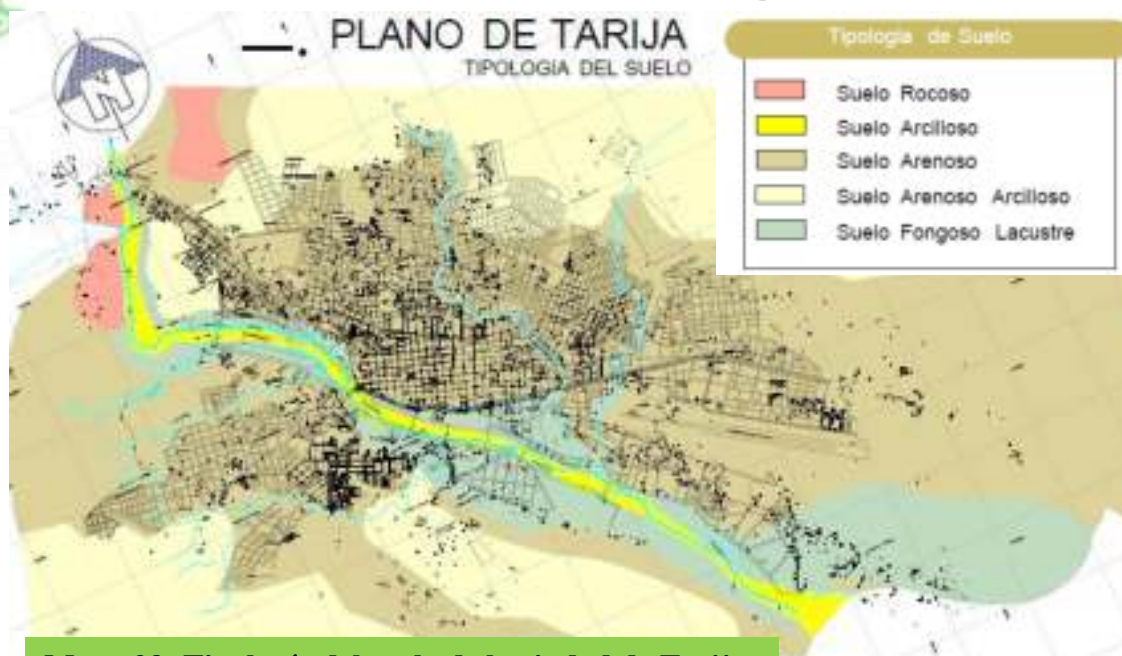 PLANO DE TARIJA
TIPOLOGIA DEL SUELO
N
Tipologia de Suelo
Suelo Rocoso
Suelo Arcilloso
Suelo Arenoso
Suelo Arenoso Arcilloso
Suelo Fongoso Lacustre